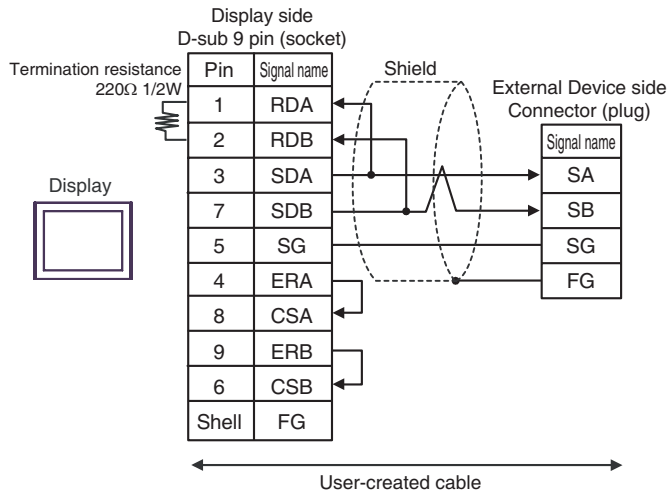 Display side
D-sub 9 pin (socket)
Termination resistance
220Ω 1/2W
Pin Signal name
Shield
External Device side
Connector (plug)
Signal name
1 RDA
2 RDB
3 SDA
SA
Display
7 SDB
SB
5 SG
SG
4 ERA
FG
8 CSA
9 ERB
6 CSB
Shell FG
User-created cable